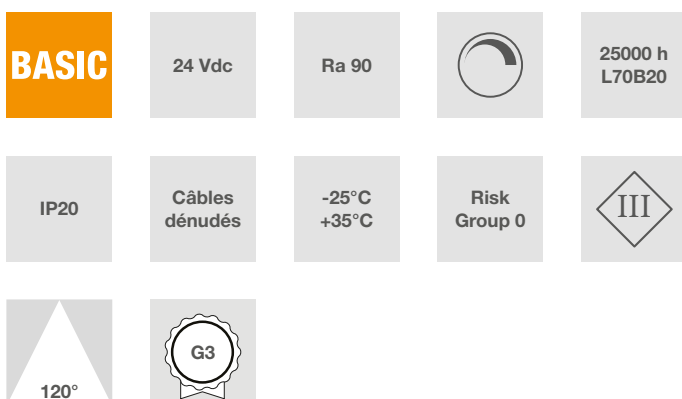 BASIC
24 Vdc
Ra 90
25000 h
L70B20
IP20
Câbles
dénudés
-25°C
+35°C
Risk
Group 0
III
120°
G3